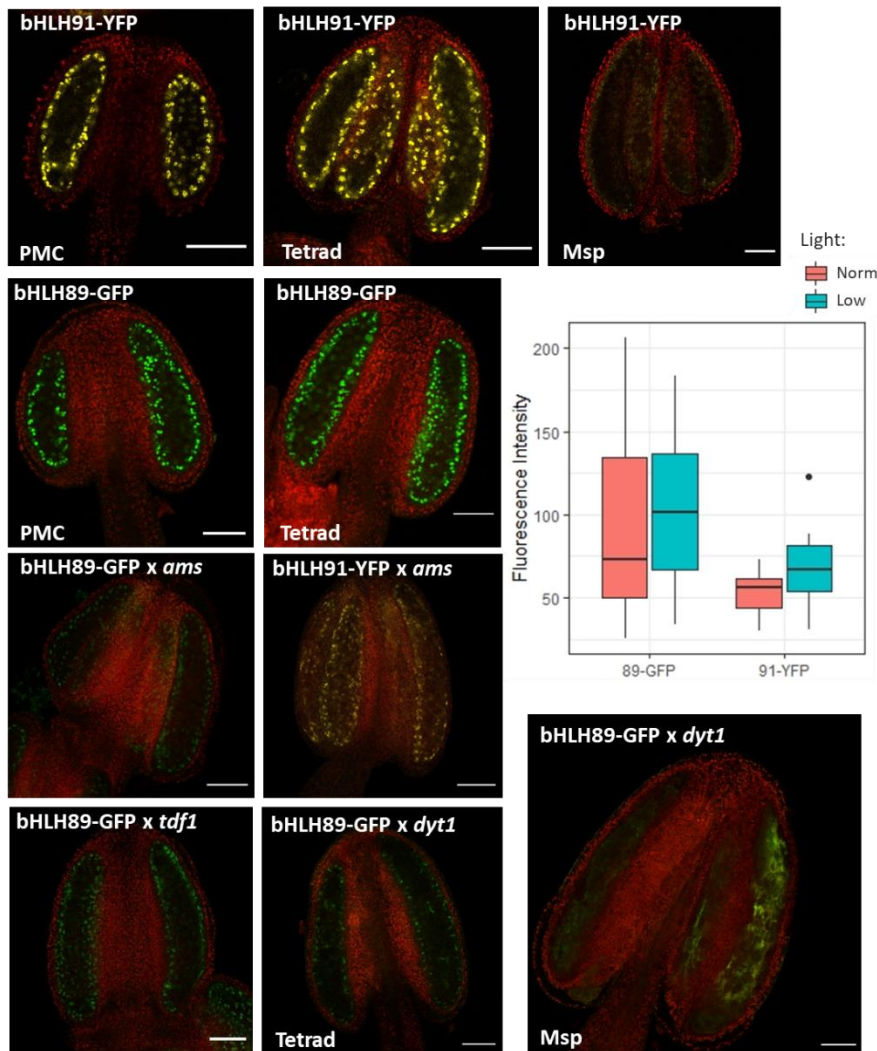 bHLH91-YFP
PMC
bHLH91-YFP
Tetrad
bHLH91-YFP
Msp
bHLH89-GFP
PMC
bHLH89-GFP
Tetrad
Light:
Norm
Low
Fluorescence Intensity
200
150
100
50
89-GFP
91-YFP
bHLH89-GFP x ams
bHLH91-YFP x ams
bHLH89-GFP x tdf1
bHLH89-GFP x dyt1
Tetrad
bHLH89-GFP x dyt1
Msp